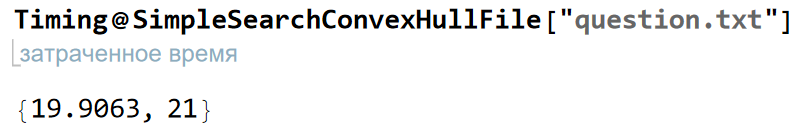 Timing@SimpleSearchConvexHullFile["question.txt"]
затраченное время
{19.9063, 21}